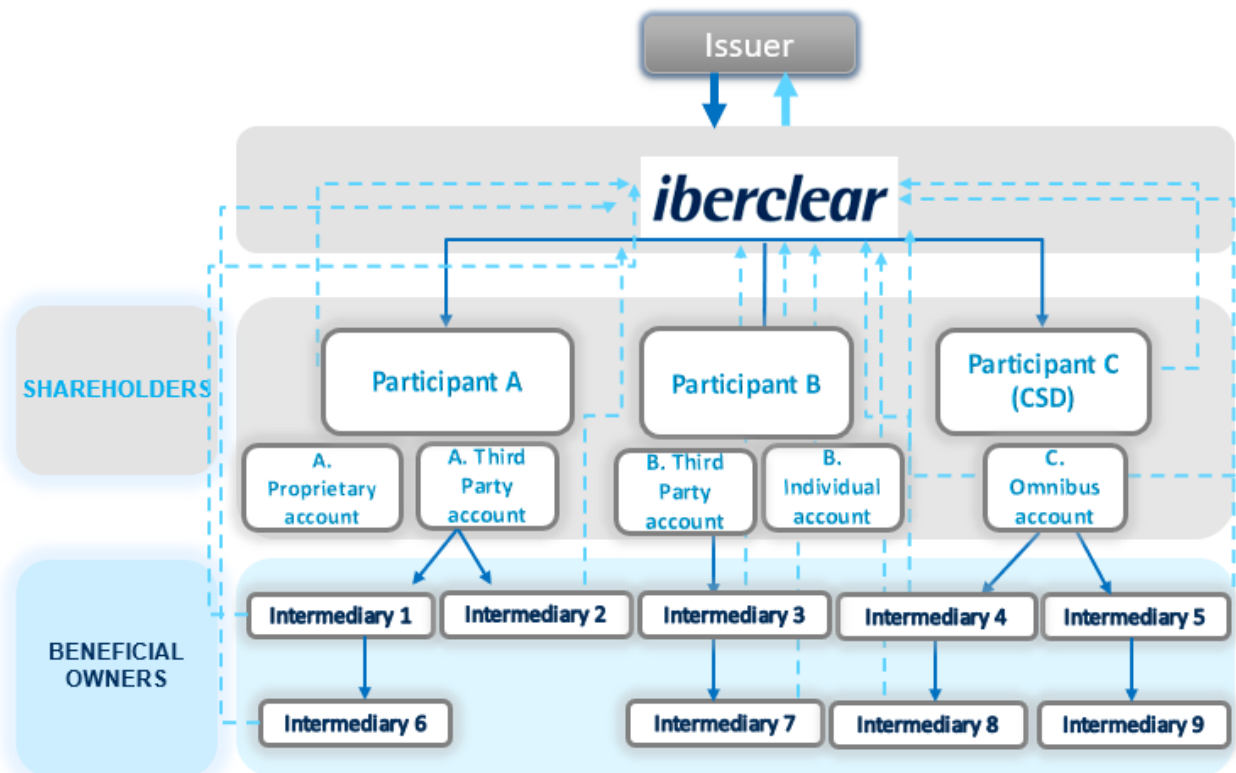 Issuer
iberclear
SHAREHOLDERS
Participant A
Participant B
Participant C
(CSD)
A.
Proprietary
account
A. Third
Party
account
B. Third
Party
account
B.
Individual
account
C.
Omnibus
account
BENEFICIAL
OWNERS
Intermediary 1
Intermediary 2
Intermediary 3
Intermediary 4
Intermediary 5
Intermediary 6
Intermediary 7
Intermediary 8
Intermediary 9